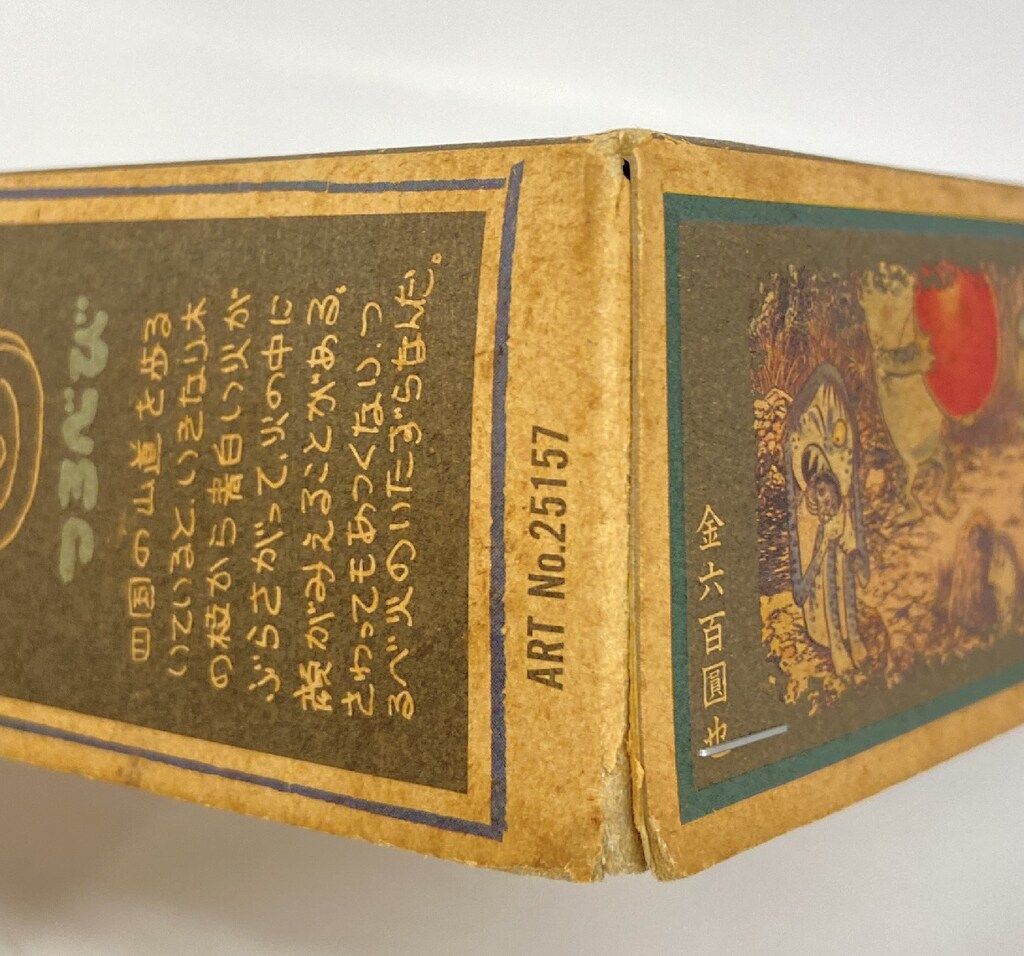 つるべび
四国の山道を歩る
いていると、いきなり木
の枝から青白い火が
ぶらさがって、火の中に
顔がみえることがある、
さわってもあつくない、つ
るべ火のいたずらなんだ。
ART No.25157
金六百圓也